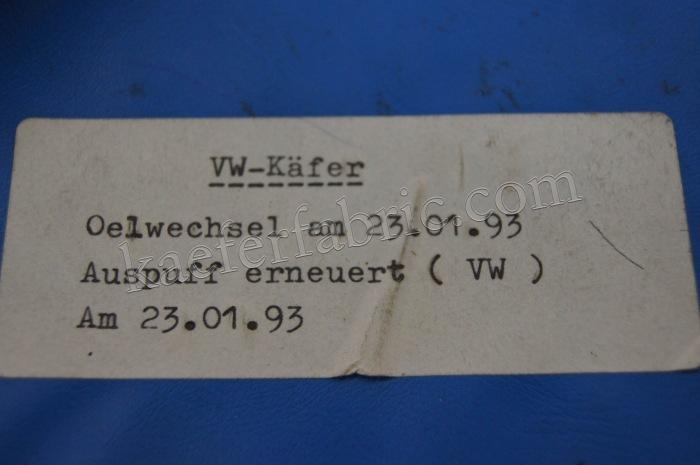 VW-Käfer
Oelwechsel am 23.01.93
kaeferfabric.com
Auspuff erneuert ( VW )
Am 23.01.93